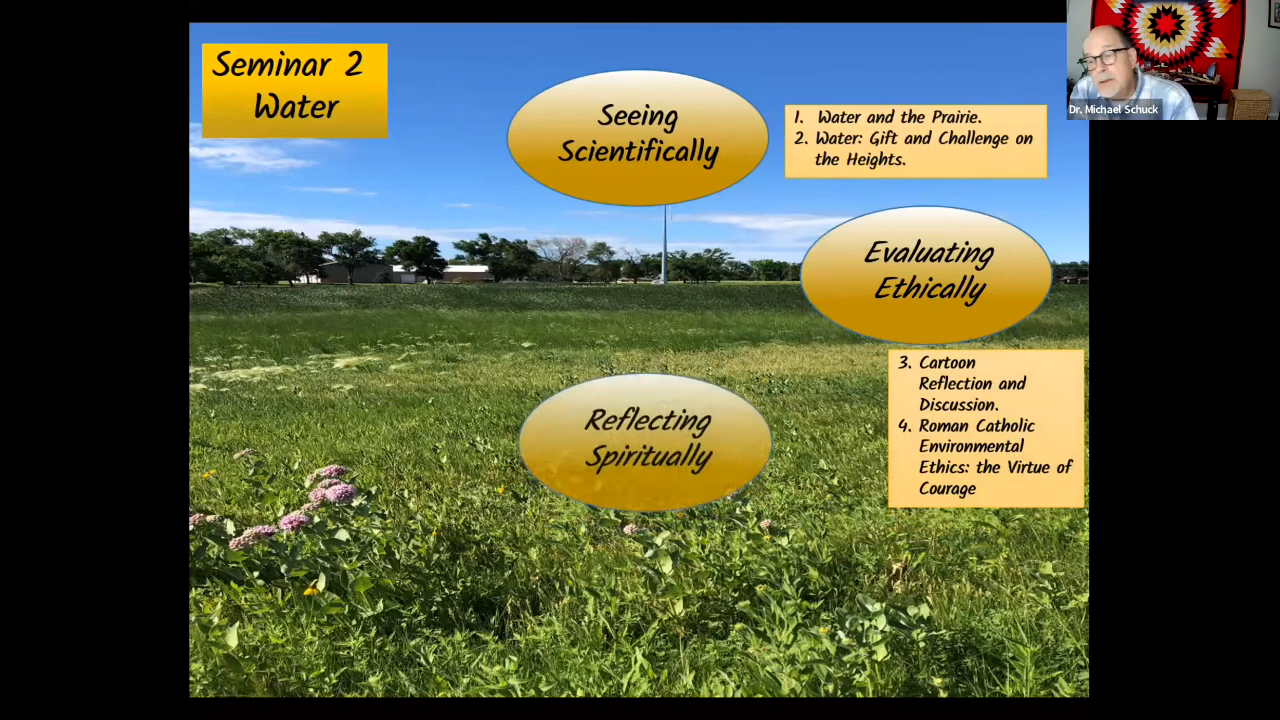 Seminar 2
Water
Seeing
Scientifically
1. Water and the Prairie.
2. Water: Gift and Challenge on
the Heights.
Dr. Michael Schuck
Evaluating
Ethically
3. Cartoon
Reflection and
Discussion.
4. Roman Catholic
Environmental
Ethics: the Virtue of
Courage
Reflecting
Spiritually